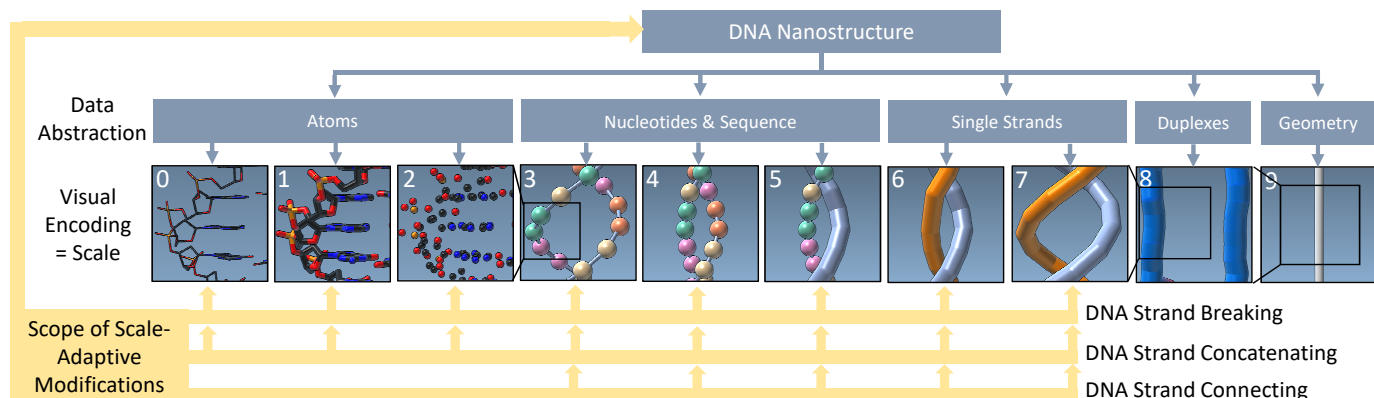 DNA Nanostructure
Data
Abstraction
Atoms
Nucleotides & Sequence
Single Strands
Duplexes
Geometry
Visual
Encoding
= Scale
0
1
2
3
4
5
6
7
8
9
Scope of Scale-
Adaptive
Modifications
DNA Strand Breaking
DNA Strand Concatenating
DNA Strand Connecting